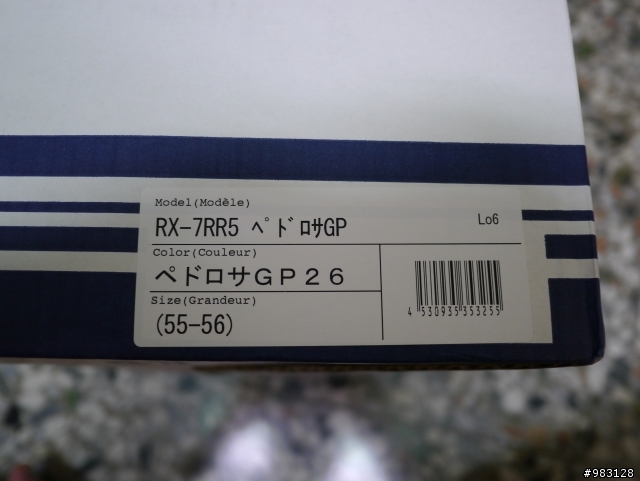 Model(Modèle)
RX-7RR5 ﾍﾟﾄﾞﾛｻGP Lo6
Color(Couleur)
ペドロサＧＰ２６
Size(Grandeur)
(55-56)
4 530935 353255
#983128